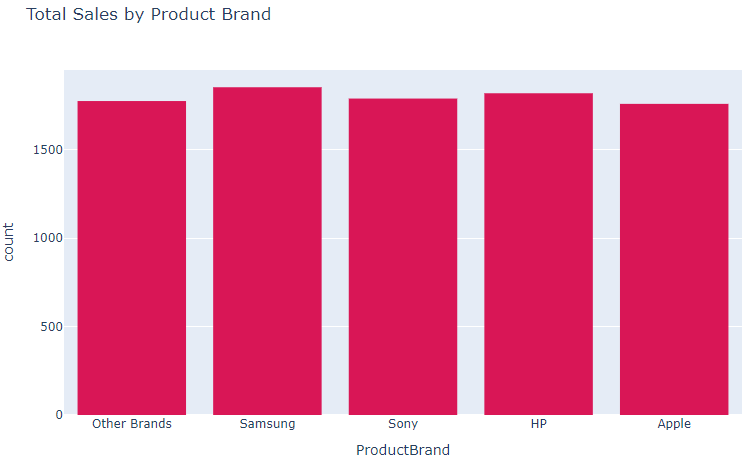 Total Sales by Product Brand
count
1500
1000
500
0
Other Brands
Samsung
Sony
HP
Apple
ProductBrand